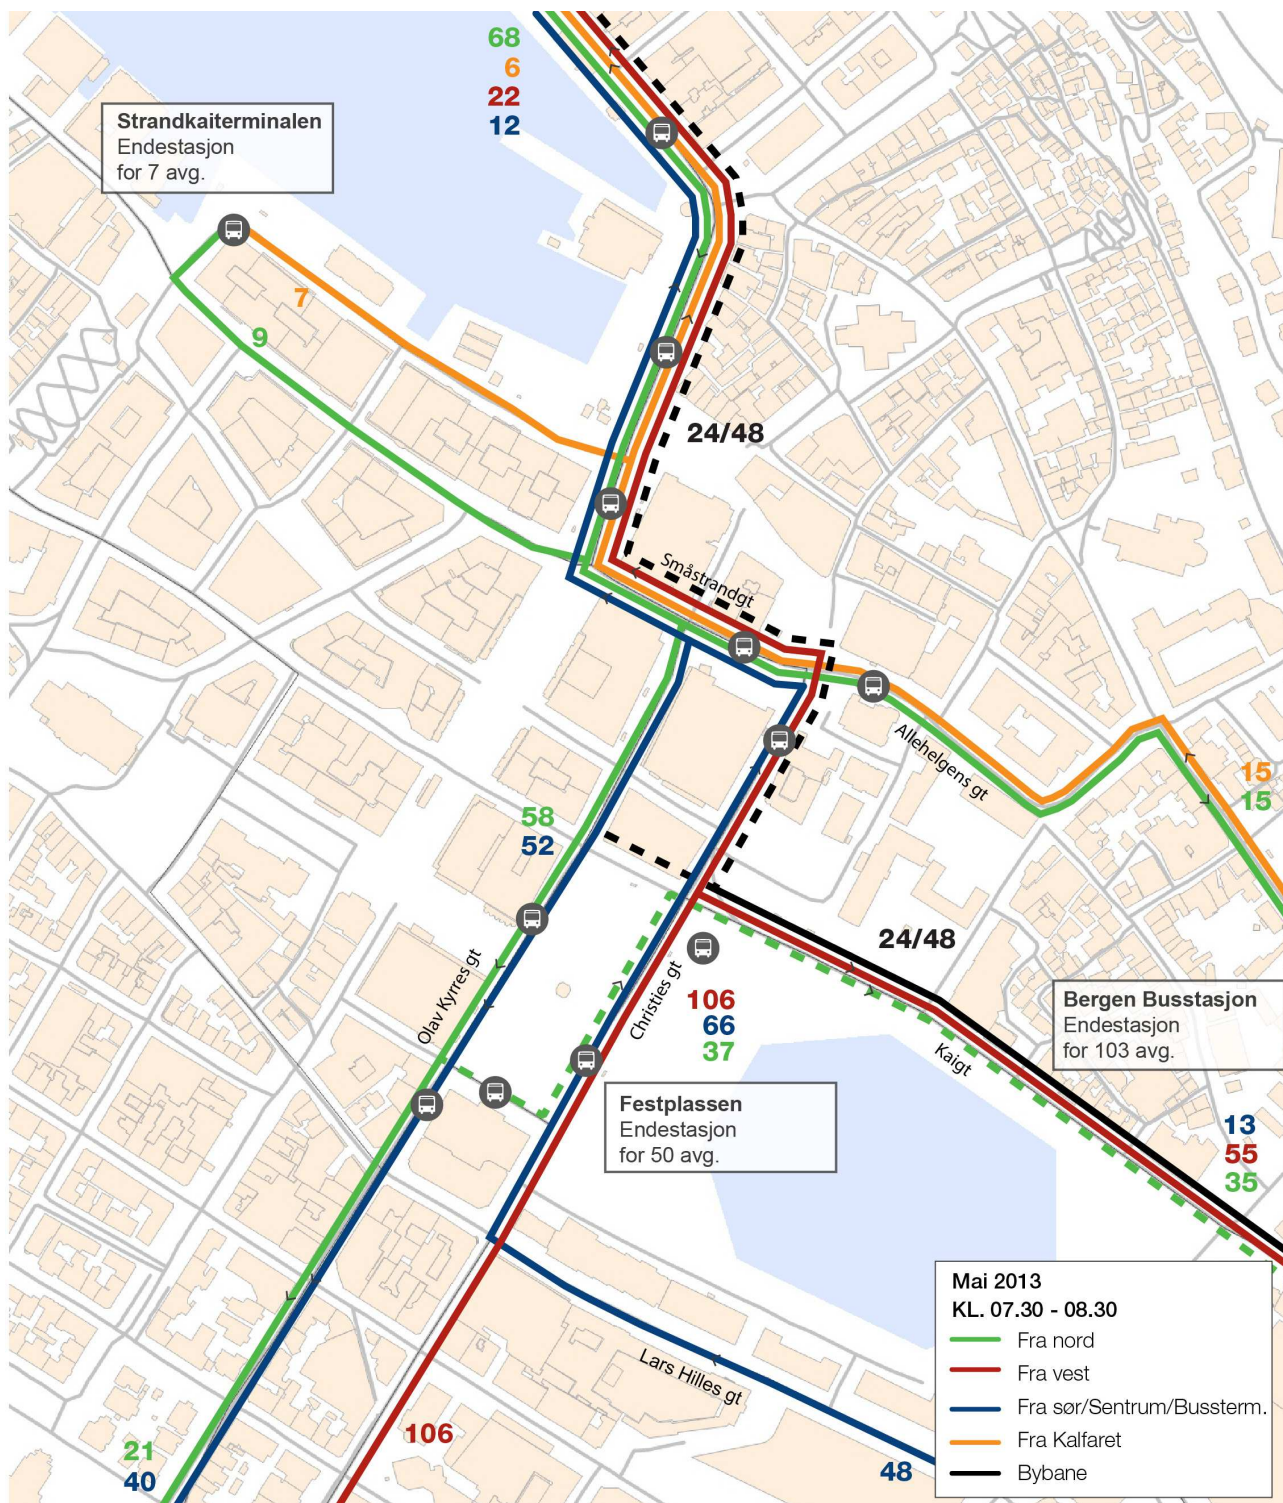 68
6
22
12
Strandkaiterminalen
Endestasjon
for 7 avg.
7
9
24/48
Småstrandgt
Allehelgens gt
15
15
58
52
24/48
Olav Kyrres gt
Christies gt
106
66
37
Kaigt
Bergen Busstasjon
Endestasjon
for 103 avg.
Festplassen
Endestasjon
for 50 avg.
13
55
35
Lars Hilles gt
106
21
40
48
Mai 2013
KL. 07.30 - 08.30
Fra nord
Fra vest
Fra sør/Sentrum/Bussterm.
Fra Kalfaret
Bybane